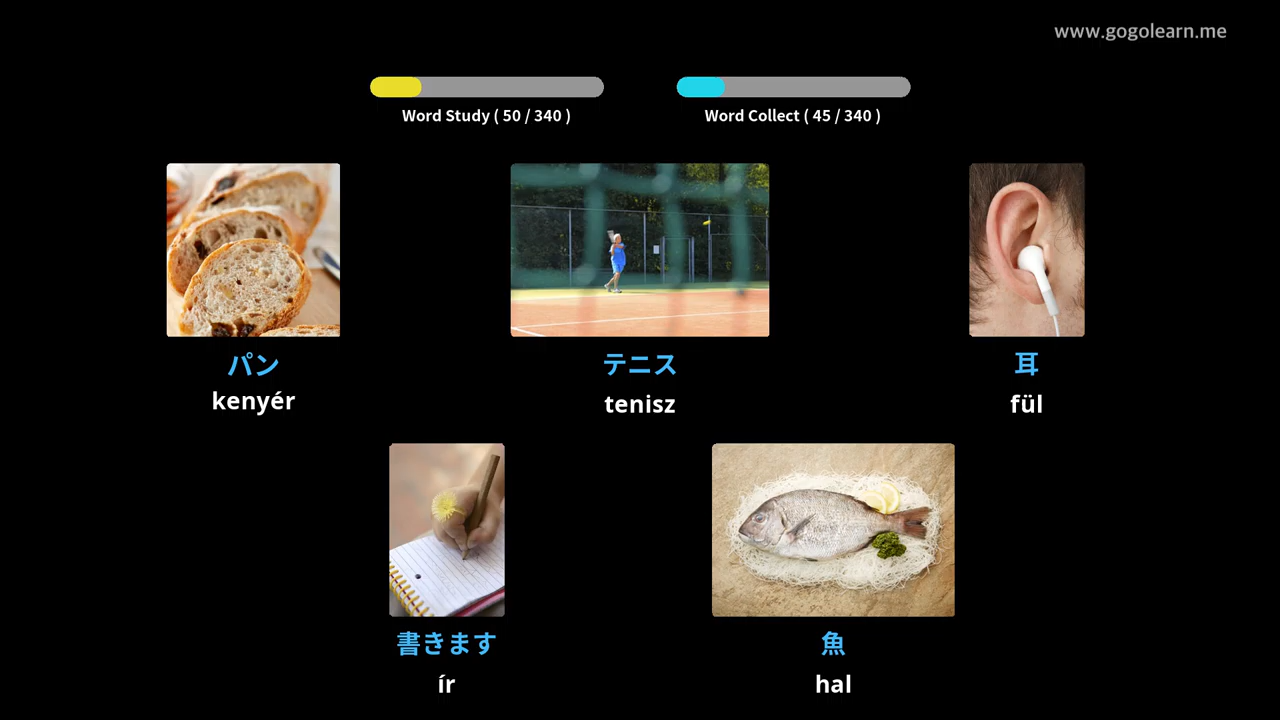 www.gogolearn.me
Word Study ( 50 / 340 )
Word Collect ( 45 / 340 )
パン
kenyér
テニス
tenisz
耳
fül
書きます
ír
魚
hal